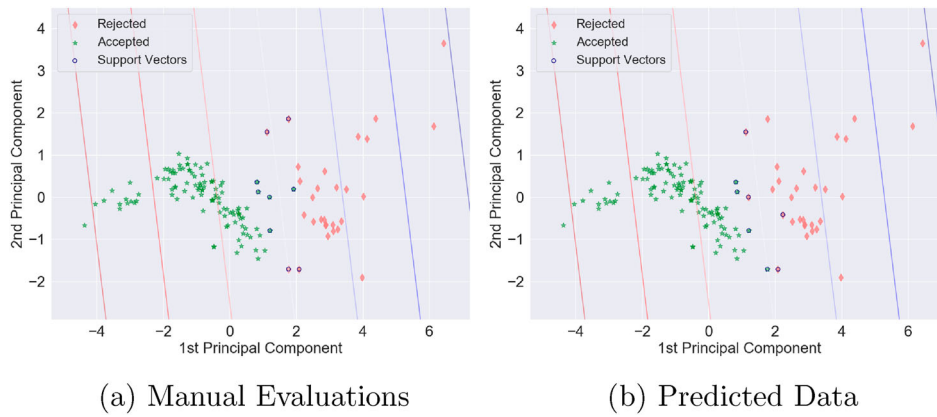 Rejected
Accepted
Support Vectors
2nd Principal Component
4
3
2
1
0
−1
−2
−4
−2
0
2
4
6
1st Principal Component
(a) Manual Evaluations
Rejected
Accepted
Support Vectors
2nd Principal Component
4
3
2
1
0
−1
−2
−4
−2
0
2
4
6
1st Principal Component
(b) Predicted Data